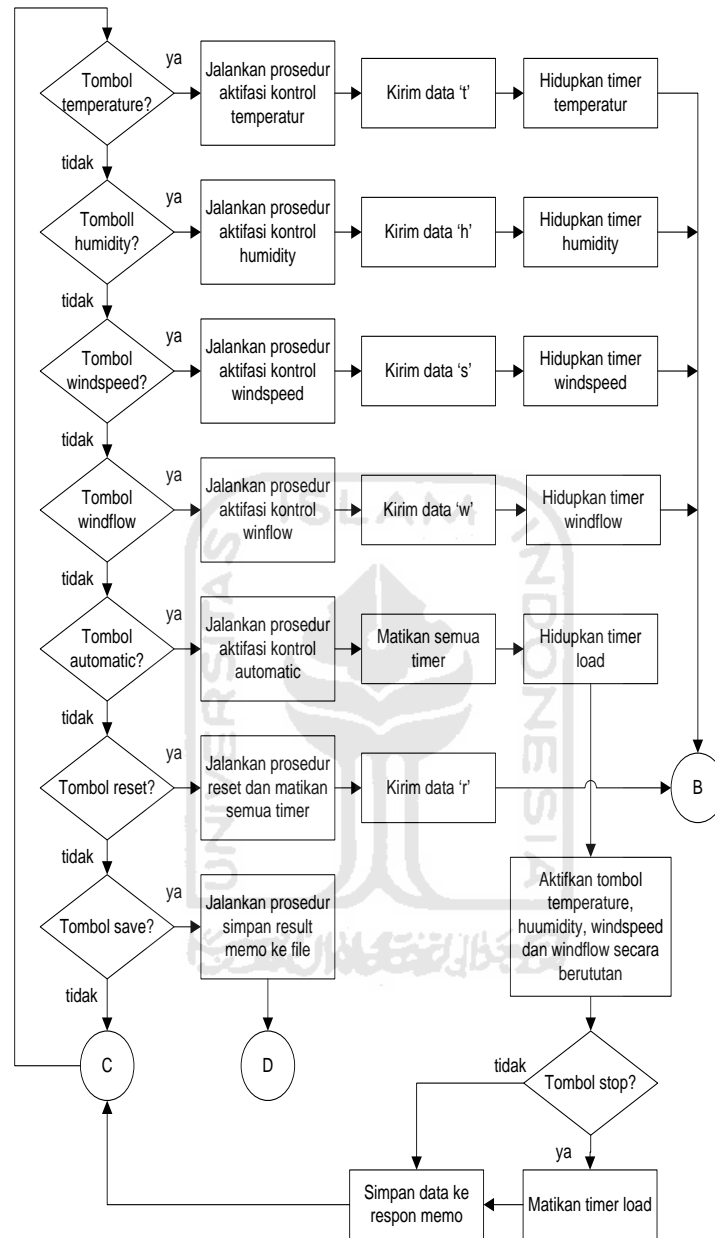 Tombol
temperature?
ya
Jalankan prosedur
aktifasi kontrol
temperatur
Kirim data ‘t’
Hidupkan timer
temperatur
tidak
Tomboll
humidity?
ya
Jalankan prosedur
aktifasi kontrol
humidity
Kirim data ‘h’
Hidupkan timer
humidity
tidak
Tombol
windspeed?
ya
Jalankan prosedur
aktifasi kontrol
windspeed
Kirim data ‘s’
Hidupkan timer
windspeed
tidak
Tombol
windflow
ya
Jalankan prosedur
aktifasi kontrol
winflow
Kirim data ‘w’
Hidupkan timer
windflow
tidak
Tombol
automatic?
ya
Jalankan prosedur
aktifasi kontrol
automatic
Matikan semua
timer
Hidupkan timer
load
tidak
Tombol reset?
ya
Jalankan prosedur
reset dan matikan
semua timer
Kirim data ‘r’
B
tidak
Tombol save?
ya
Jalankan prosedur
simpan result
memo ke file
Aktifkan tombol
temperature,
huumidity, windspeed
dan windflow secara
berututan
tidak
C
D
tidak
Tombol stop?
ya
Simpan data ke
respon memo
Matikan timer load
UNIVERSITAS
ISLAM
INDONESIA